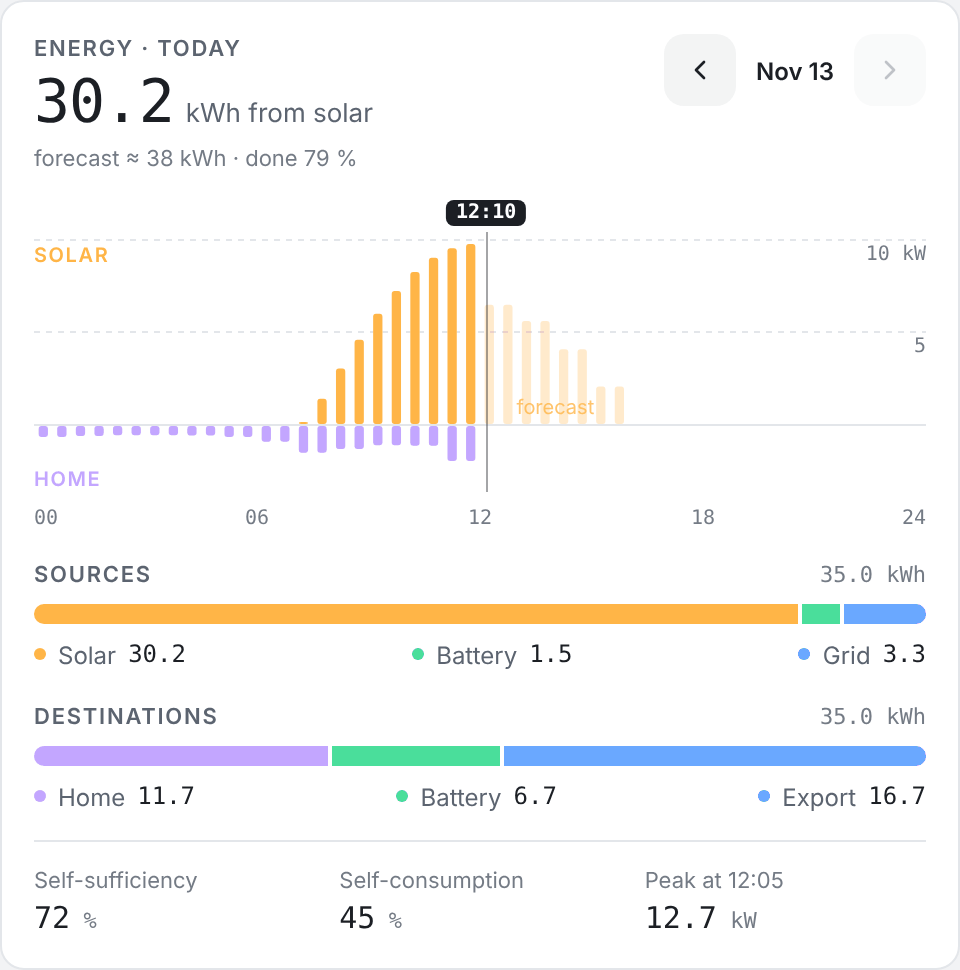 ENERGY · TODAY
30.2 kWh from solar
forecast ≈ 38 kWh · done 79 %
Nov 13
12:10
SOLAR
10 kW
5
forecast
HOME
00 06 12 18 24
SOURCES 35.0 kWh
Solar 30.2 Battery 1.5 Grid 3.3
DESTINATIONS 35.0 kWh
Home 11.7 Battery 6.7 Export 16.7
Self-sufficiency Self-consumption Peak at 12:05
72 % 45 % 12.7 kW